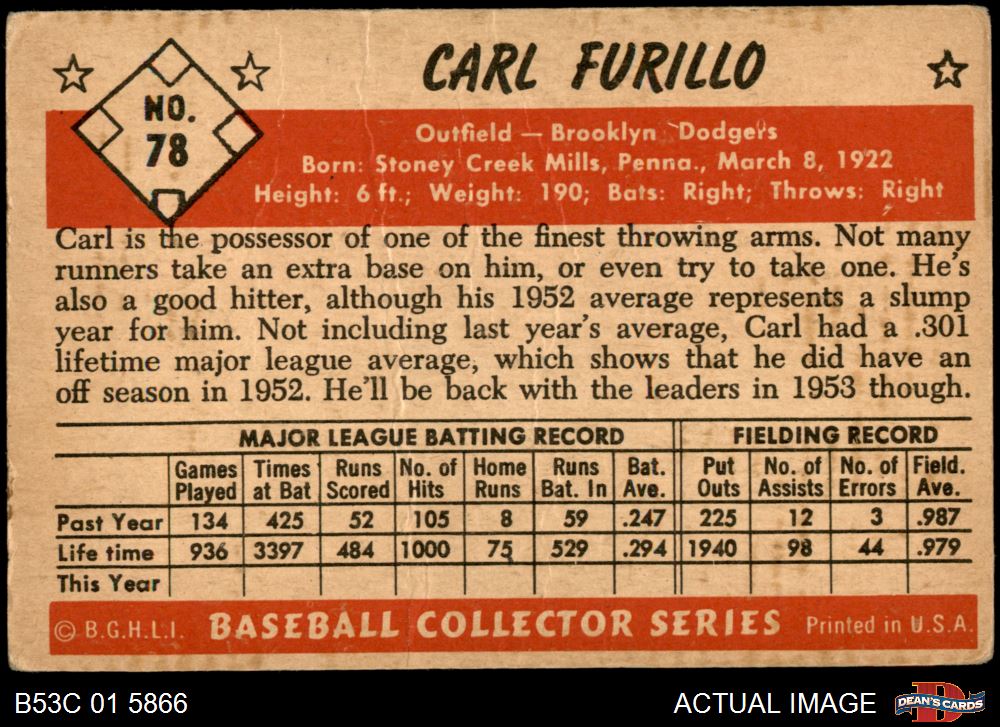 CARL FURILLO
NO.
78
Outfield — Brooklyn Dodgers
Born: Stoney Creek Mills, Penna., March 8, 1922
Height: 6 ft.; Weight: 190; Bats: Right; Throws: Right
Carl is the possessor of one of the finest throwing arms. Not many
runners take an extra base on him, or even try to take one. He's
also a good hitter, although his 1952 average represents a slump
year for him. Not including last year's average, Carl had a .301
lifetime major league average, which shows that he did have an
off season in 1952. He'll be back with the leaders in 1953 though.
MAJOR LEAGUE BATTING RECORD FIELDING RECORD
Games Times Runs No. of Home Runs Bat. Put No. of No. of Field.
Played at Bat Scored Hits Runs Bat. In Ave. Outs Assists Errors Ave.
Past Year 134 425 52 105 8 59 .247 225 12 3 .987
Life time 936 3397 484 1000 75 529 .294 1940 98 44 .979
This Year
© B.G.H.L.I. BASEBALL COLLECTOR SERIES Printed in U.S.A.
B53C 01 5866 ACTUAL IMAGE D DEAN'S CARDS